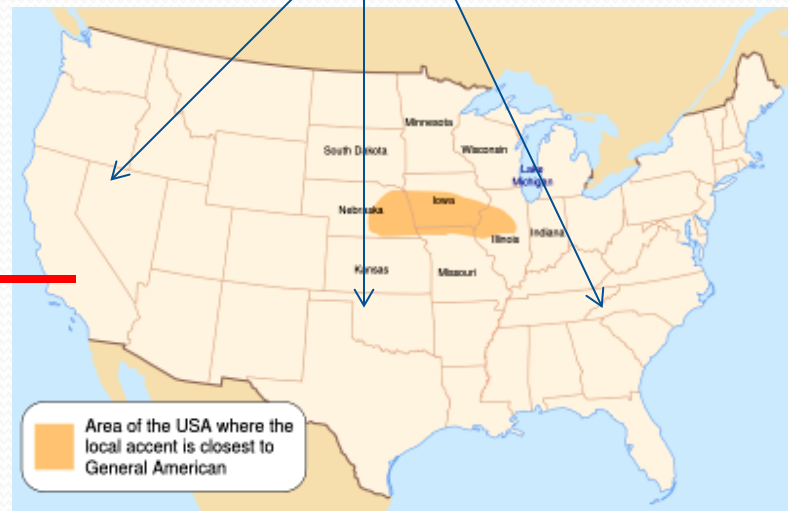 Minnesota
South Dakota
Wisconsin
Lake
Michigan
Iowa
Nebraska
Illinois
Indiana
Kansas
Missouri
Area of the USA where the
local accent is closest to
General American